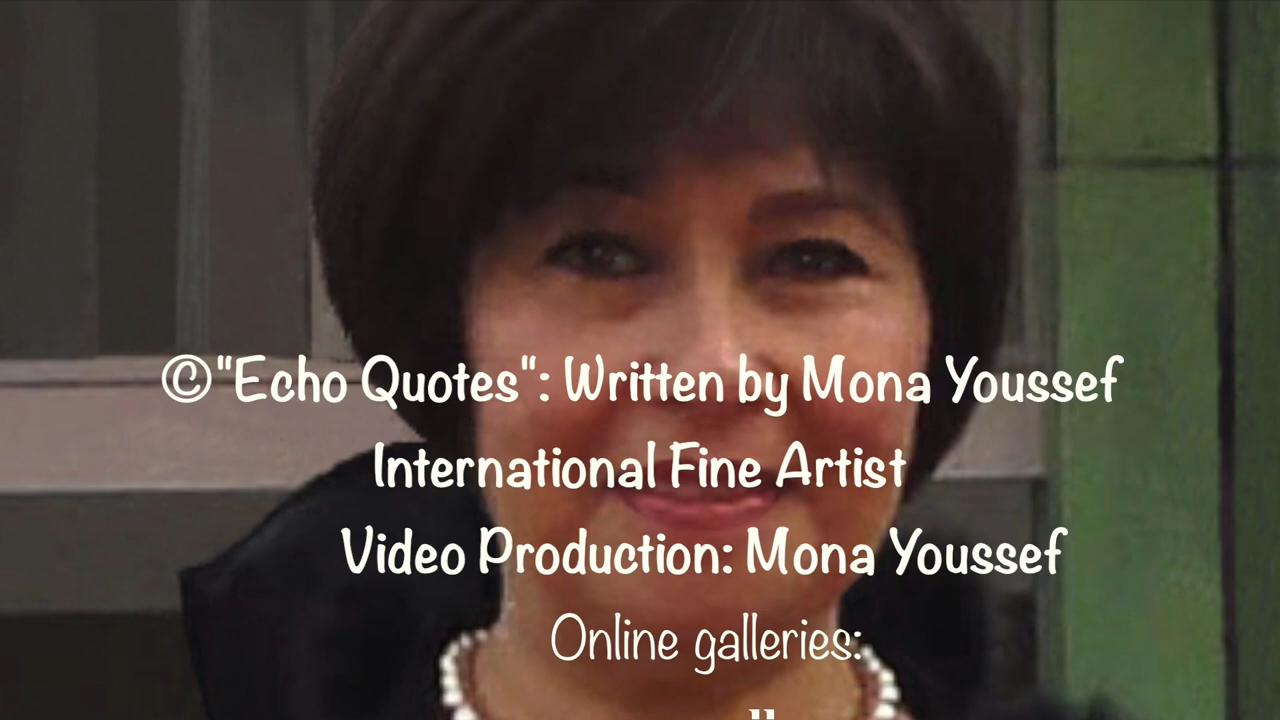 ©"Echo Quotes": Written by Mona Youssef
International Fine Artist
Video Production: Mona Youssef
Online galleries: